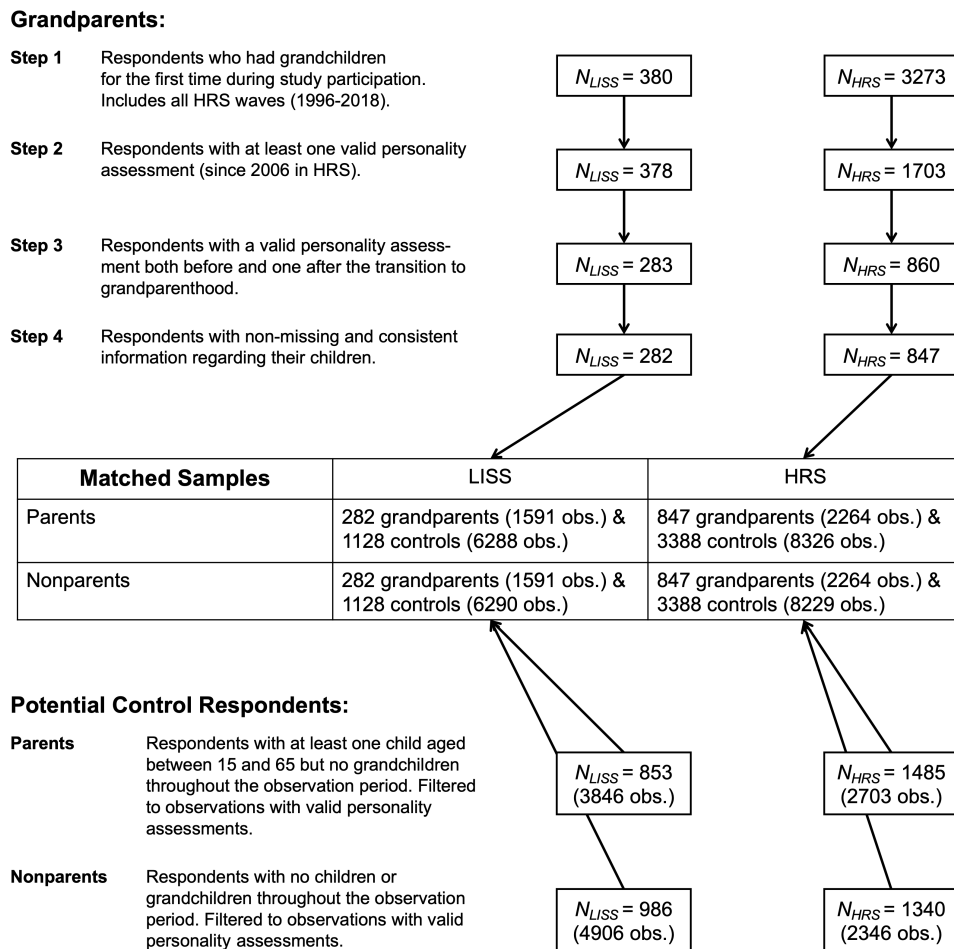 Grandparents:
Step 1 Respondents who had grandchildren
for the first time during study participation.
Includes all HRS waves (1996-2018).
N_LISS = 380
N_HRS = 3273
Step 2 Respondents with at least one valid personality
assessment (since 2006 in HRS).
N_LISS = 378
N_HRS = 1703
Step 3 Respondents with a valid personality assess-
ment both before and one after the transition to
grandparenthood.
N_LISS = 283
N_HRS = 860
Step 4 Respondents with non-missing and consistent
information regarding their children.
N_LISS = 282
N_HRS = 847
Matched Samples LISS HRS
Parents
282 grandparents (1591 obs.) &
1128 controls (6288 obs.)
847 grandparents (2264 obs.) &
3388 controls (8326 obs.)
Nonparents
282 grandparents (1591 obs.) &
1128 controls (6290 obs.)
847 grandparents (2264 obs.) &
3388 controls (8229 obs.)
Potential Control Respondents:
Parents Respondents with at least one child aged
between 15 and 65 but no grandchildren
throughout the observation period. Filtered
to observations with valid personality
assessments.
N_LISS = 853
(3846 obs.)
N_HRS = 1485
(2703 obs.)
Nonparents Respondents with no children or
grandchildren throughout the observation
period. Filtered to observations with valid
personality assessments.
N_LISS = 986
(4906 obs.)
N_HRS = 1340
(2346 obs.)